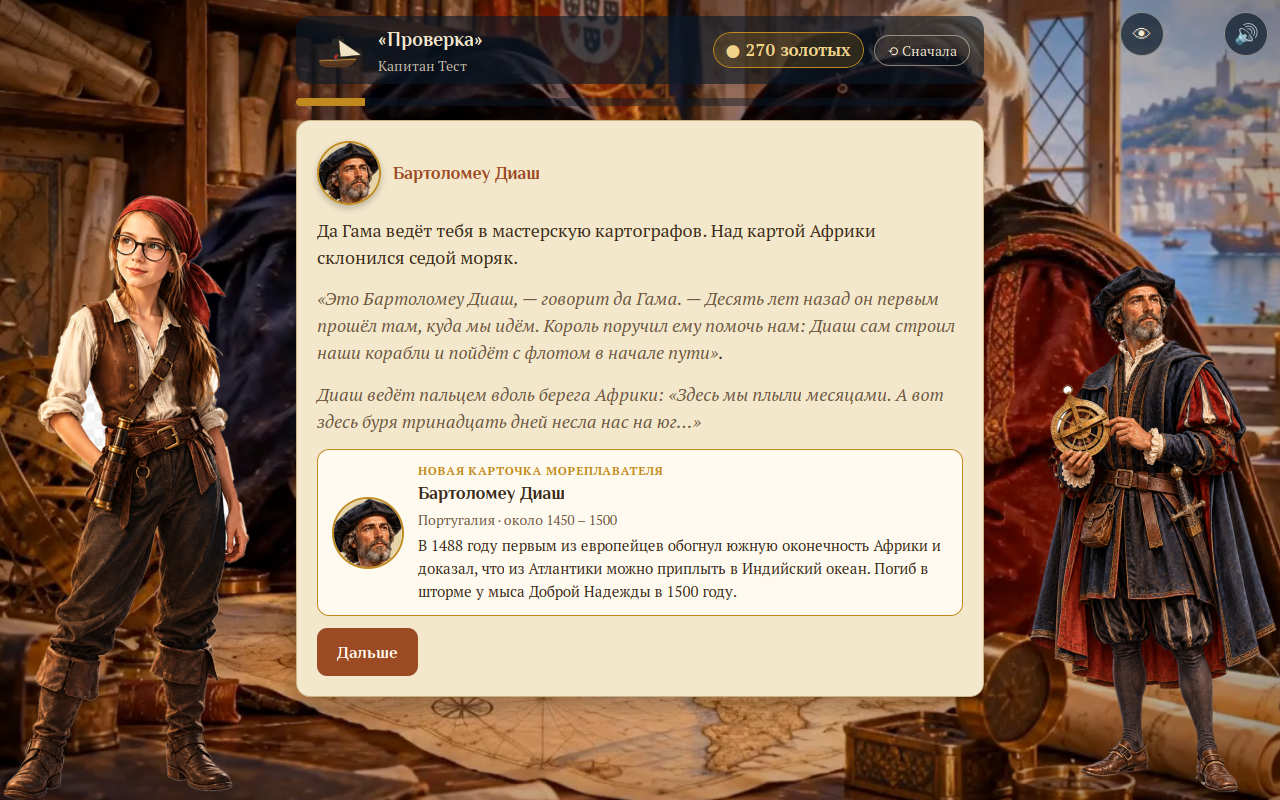 «Проверка»
Капитан Тест
270 золотых
⟲ Сначала
Бартоломеу Диаш
Да Гама ведёт тебя в мастерскую картографов. Над картой Африки
склонился седой моряк.
«Это Бартоломеу Диаш, — говорит да Гама. — Десять лет назад он первым
прошёл там, куда мы идём. Король поручил ему помочь нам: Диаш сам строил
наши корабли и пойдёт с флотом в начале пути».
Диаш ведёт пальцем вдоль берега Африки: «Здесь мы плыли месяцами. А вот
здесь буря тринадцать дней несла нас на юг…»
НОВАЯ КАРТОЧКА МОРЕПЛАВАТЕЛЯ
Бартоломеу Диаш
Португалия · около 1450 – 1500
В 1488 году первым из европейцев обогнул южную оконечность Африки и
доказал, что из Атлантики можно приплыть в Индийский океан. Погиб в
шторме у мыса Доброй Надежды в 1500 году.
Дальше